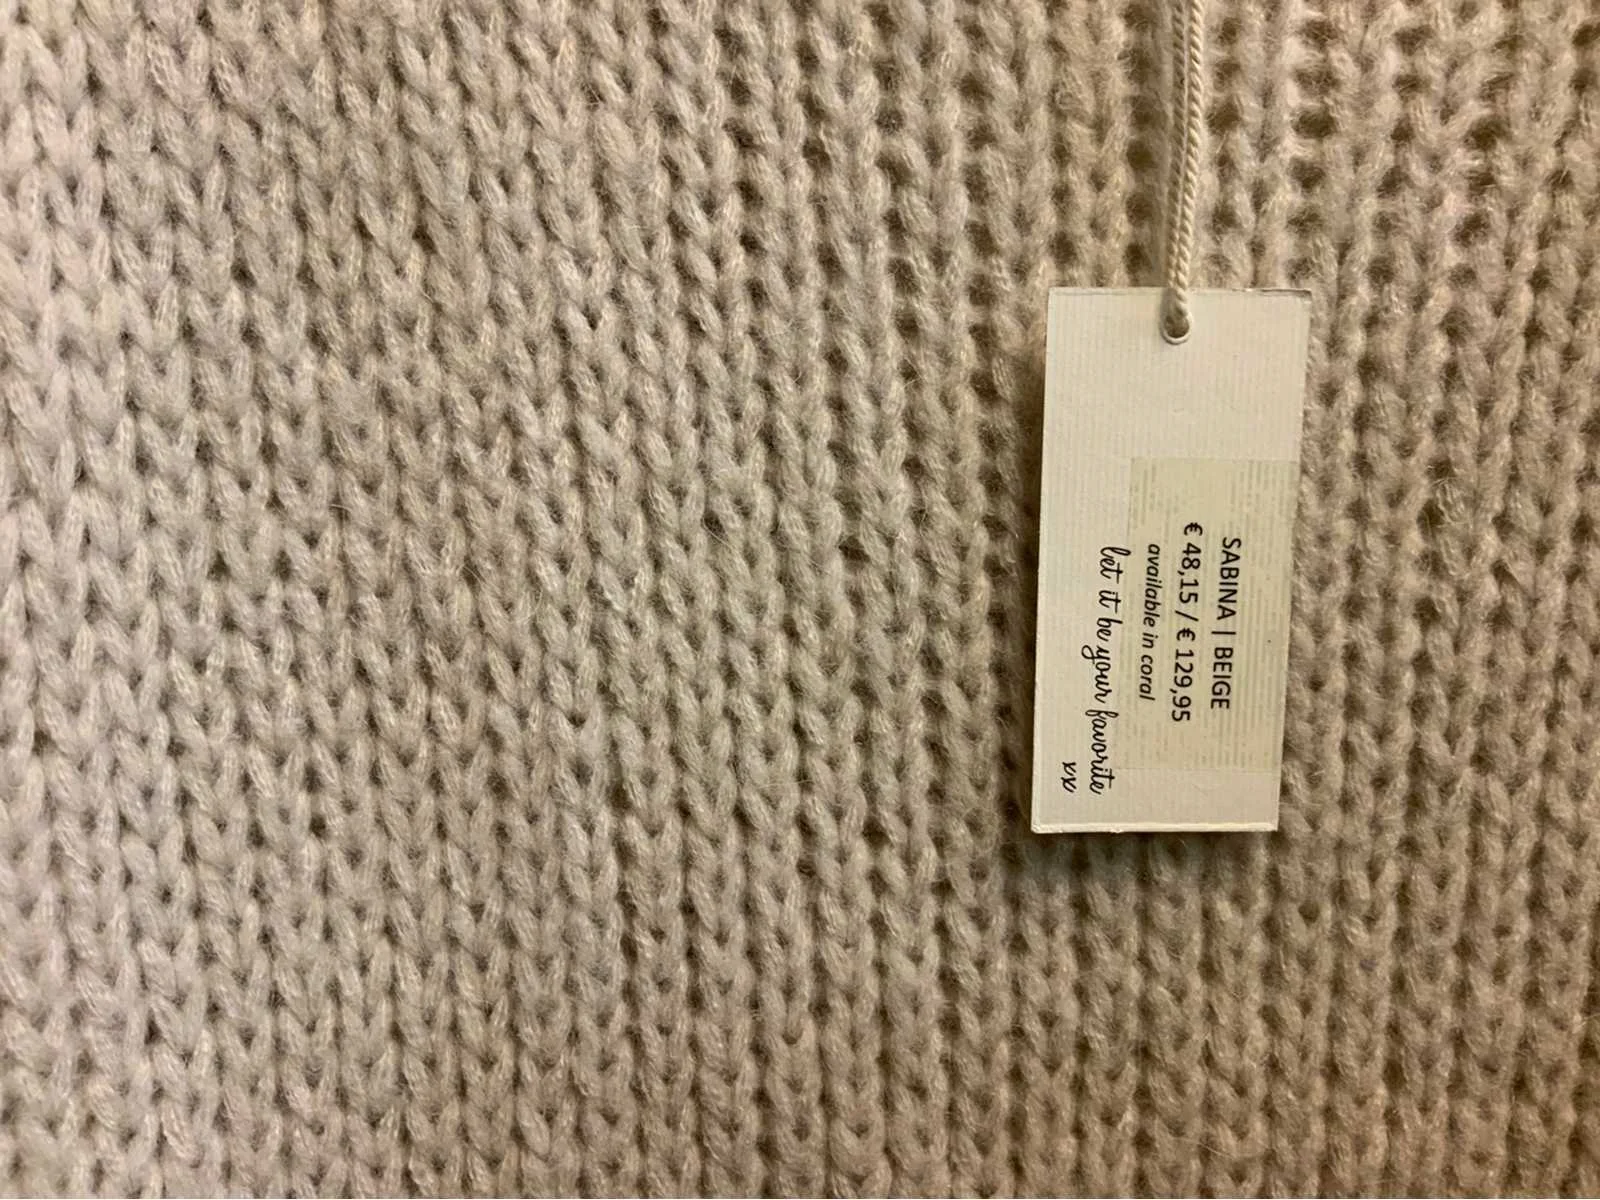 SABINA | BEIGE
€ 48,15 / € 129,95
available in coral
let it be your favorite
xx